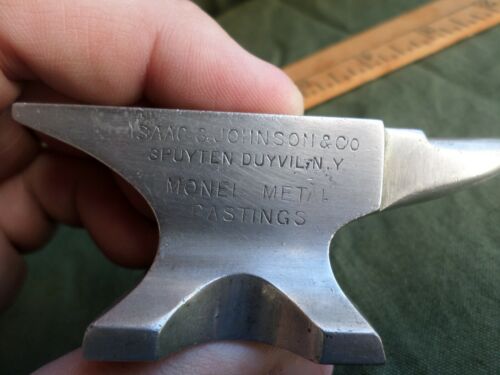 ISAAC G. JOHNSON & CO
SPUYTEN DUYVIL, N.Y.
MONEL METAL
CASTINGS